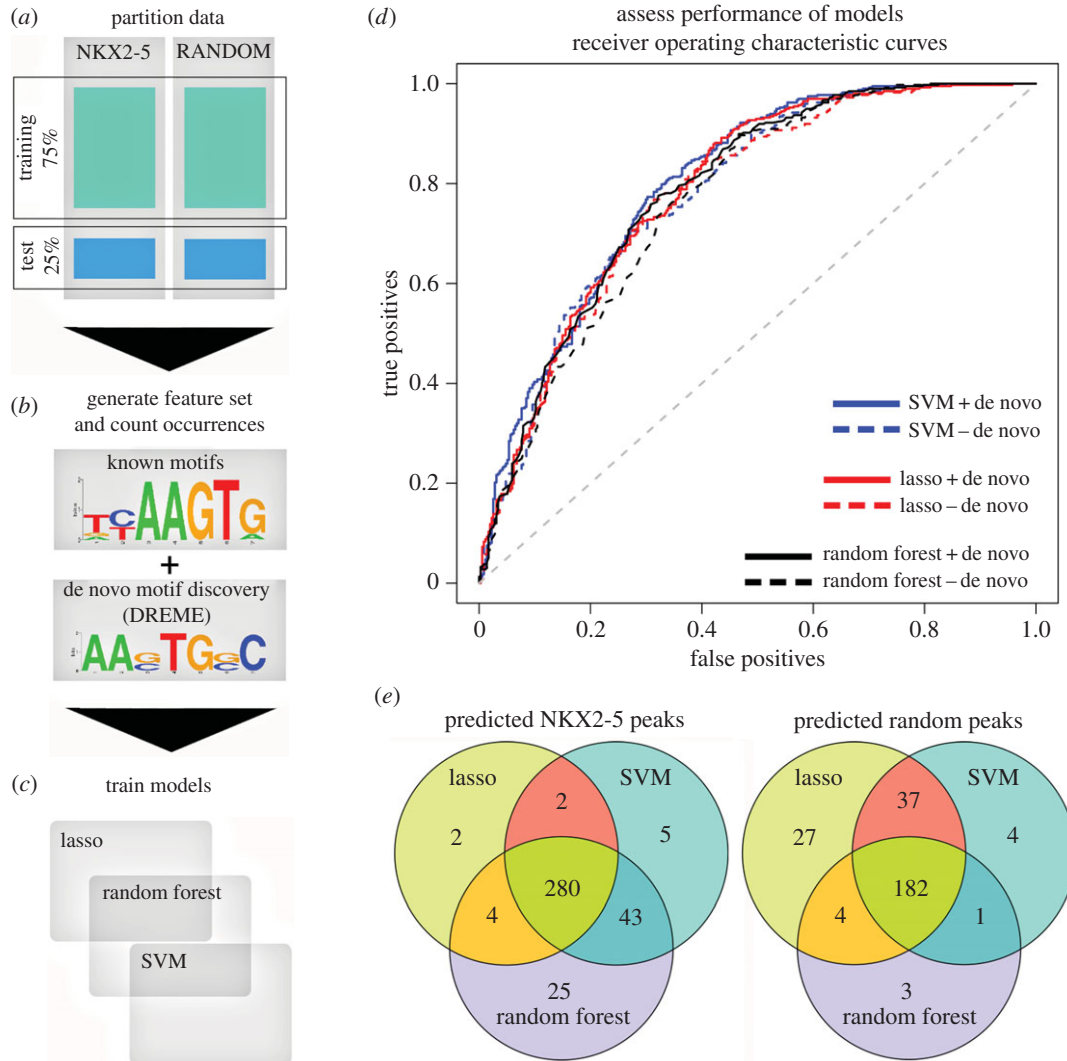 (a) partition data
NKX2-5 RANDOM
training
75%
test
25%
(b) generate feature set
and count occurrences
known motifs
TCAAGTG
+
de novo motif discovery
(DREME)
AAGTGGC
(c) train models
lasso
random forest
SVM
(d) assess performance of models
receiver operating characteristic curves
true positives
1.0
0.8
0.6
0.4
0.2
0
0 0.2 0.4 0.6 0.8 1.0
false positives
SVM + de novo
SVM – de novo
lasso + de novo
lasso – de novo
random forest + de novo
random forest – de novo
(e) predicted NKX2-5 peaks
lasso
SVM
2
2
5
280
4
43
25
random forest
predicted random peaks
lasso
SVM
37
27
4
182
4
1
3
random forest